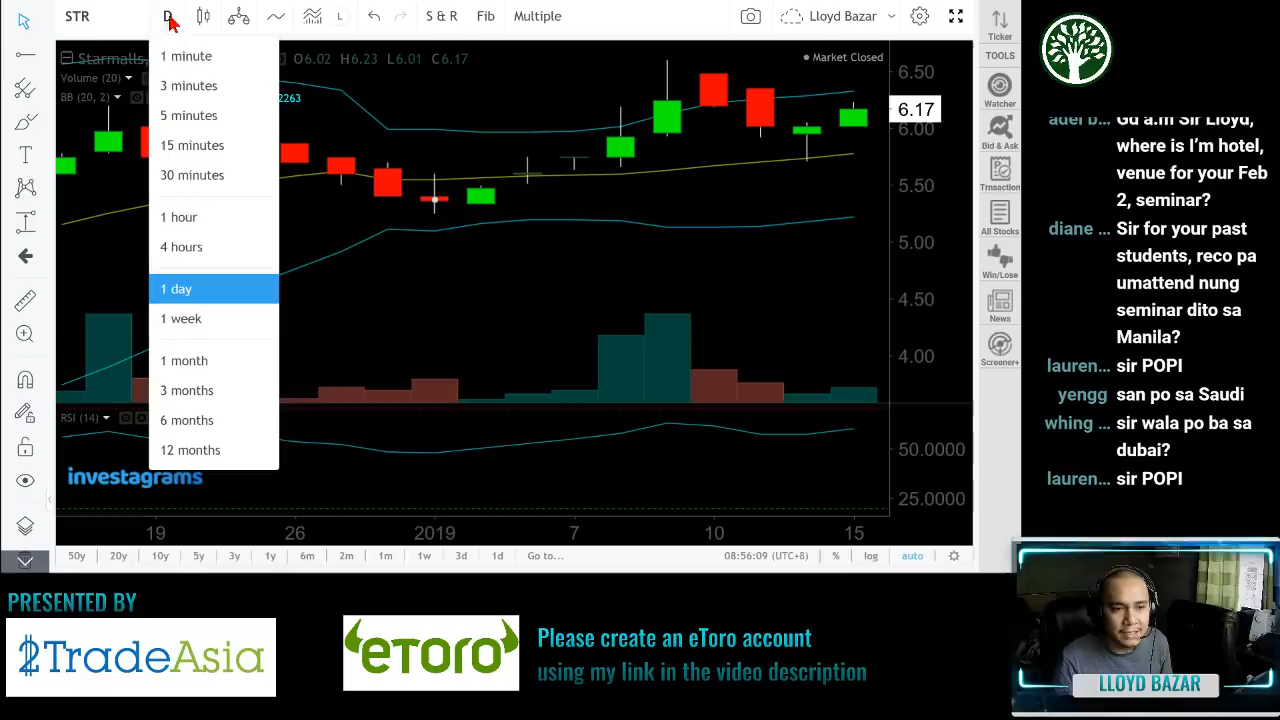 STR
D
L
S & R
Fib
Multiple
Lloyd Bazar
Ticker
TOOLS
Watcher
Bid & Ask
Trnsaction
All Stocks
Win/Lose
News
Screener+
1 minute
3 minutes
5 minutes
15 minutes
30 minutes
1 hour
4 hours
1 day
1 week
1 month
3 months
6 months
12 months
Starmalls,
O6.02 H6.23 L6.01 C6.17
Market Closed
Volume (20)
BB (20, 2)
2263
RSI (14)
investagrams
6.50
6.17
6.00
5.50
5.00
4.50
4.00
50.0000
25.0000
19 26 2019 7 10 15
50y 20y 10y 5y 3y 1y 6m 2m 1m 1w 3d 1d Go to...
08:56:09 (UTC+8) % log auto
adel b... Gd a.m Sir Lloyd,
where is I'm hotel,
venue for your Feb
2, seminar?
diane ... Sir for your past
students, reco pa
umattend nung
seminar dito sa
Manila?
lauren... sir POPI
yengg san po sa Saudi
whing ... sir wala po ba sa
dubai?
lauren... sir POPI
PRESENTED BY
2TradeAsia
eToro
Please create an eToro account
using my link in the video description
LLOYD BAZAR